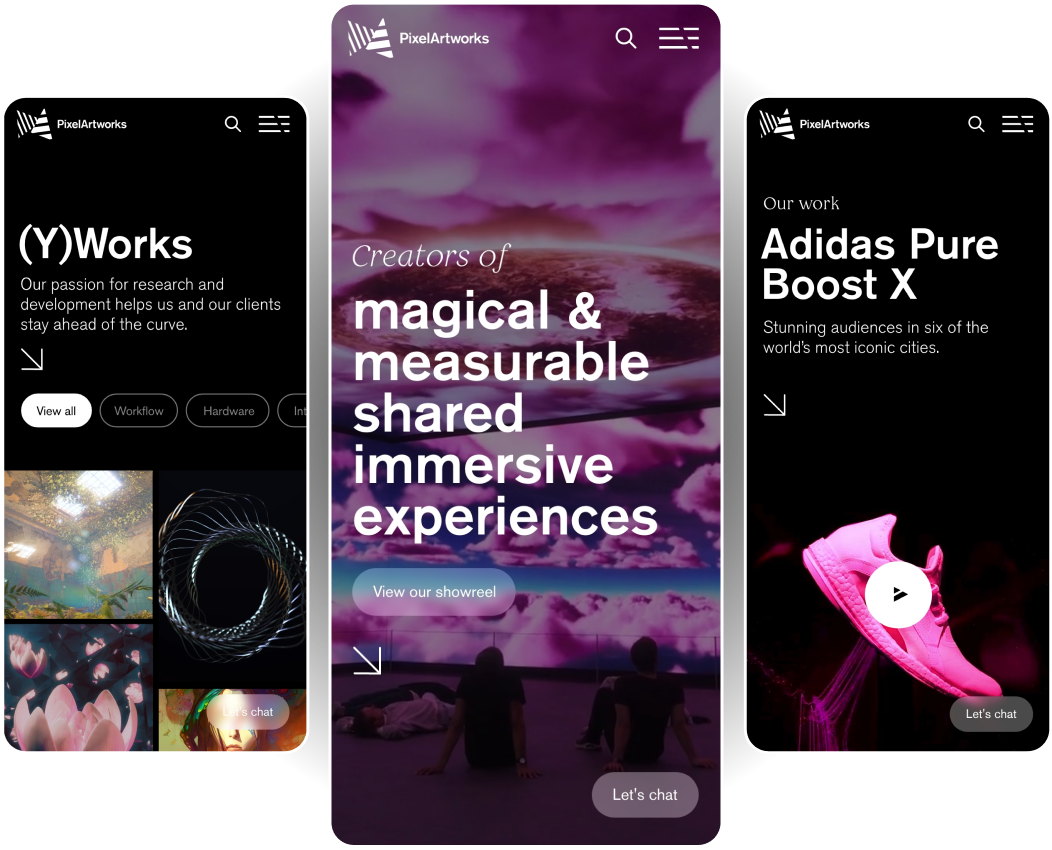 PixelArtworks
(Y)Works
Our passion for research and
development helps us and our clients
stay ahead of the curve.
View all
Workflow
Hardware
Int
Let's chat
PixelArtworks
Creators of
magical &
measurable
shared
immersive
experiences
View our showreel
Let's chat
PixelArtworks
Our work
Adidas Pure
Boost X
Stunning audiences in six of the
world's most iconic cities.
Let's chat